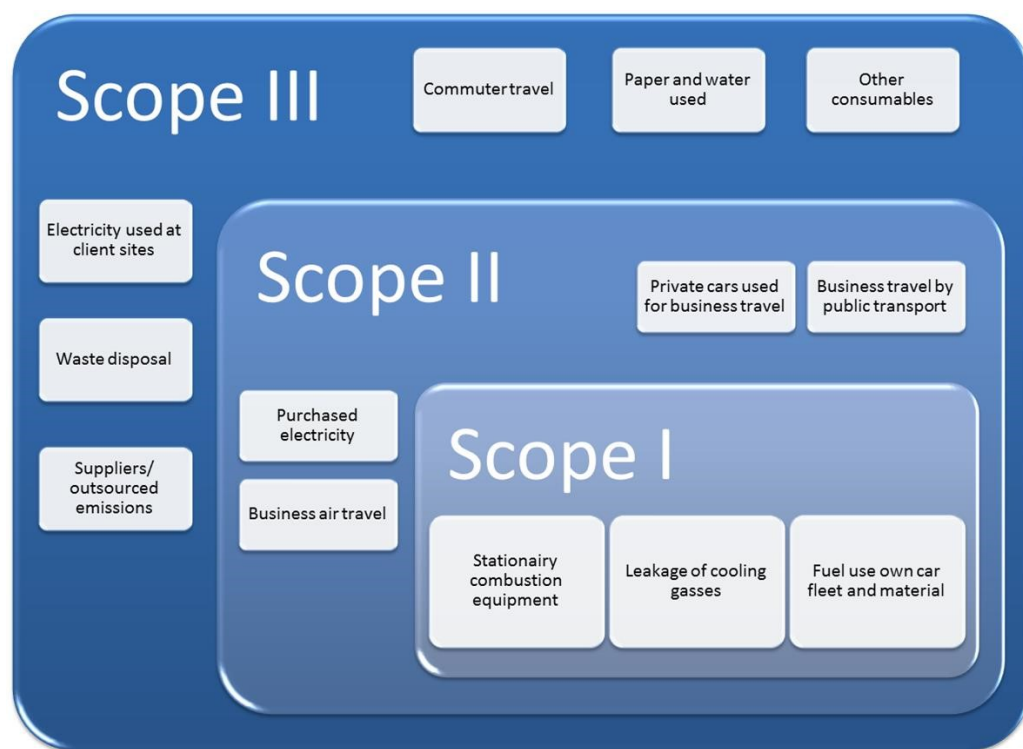 Scope III
Commuter travel
Paper and water
used
Other
consumables
Electricity used at
client sites
Waste disposal
Suppliers/
outsourced
emissions
Scope II
Private cars used
for business travel
Business travel by
public transport
Purchased
electricity
Business air travel
Scope I
Stationairy
combustion
equipment
Leakage of cooling
gasses
Fuel use own car
fleet and material